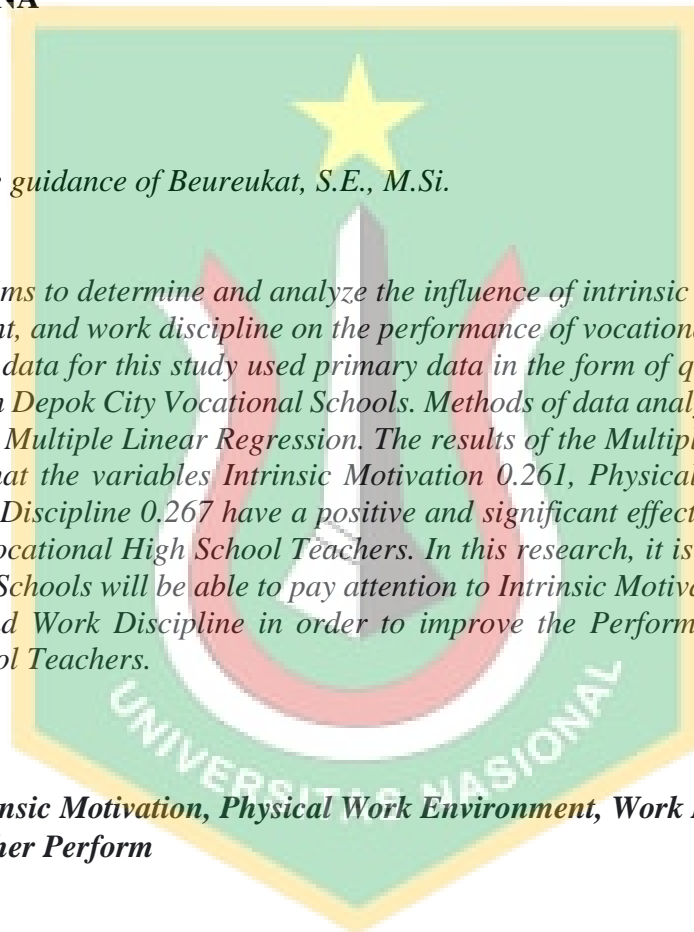 NA
guidance of Beureukat, S.E., M.Si.
ms to determine and analyze the influence of intrinsic
nt, and work discipline on the performance of vocationa
data for this study used primary data in the form of q
n Depok City Vocational Schools. Methods of data analy
Multiple Linear Regression. The results of the Multiple
hat the variables Intrinsic Motivation 0.261, Physical
Discipline 0.267 have a positive and significant effect
ocational High School Teachers. In this research, it is
Schools will be able to pay attention to Intrinsic Motiva
nd Work Discipline in order to improve the Perform
ol Teachers.
UNIVERSITAS NASIONAL
nsic Motivation, Physical Work Environment, Work
her Perform